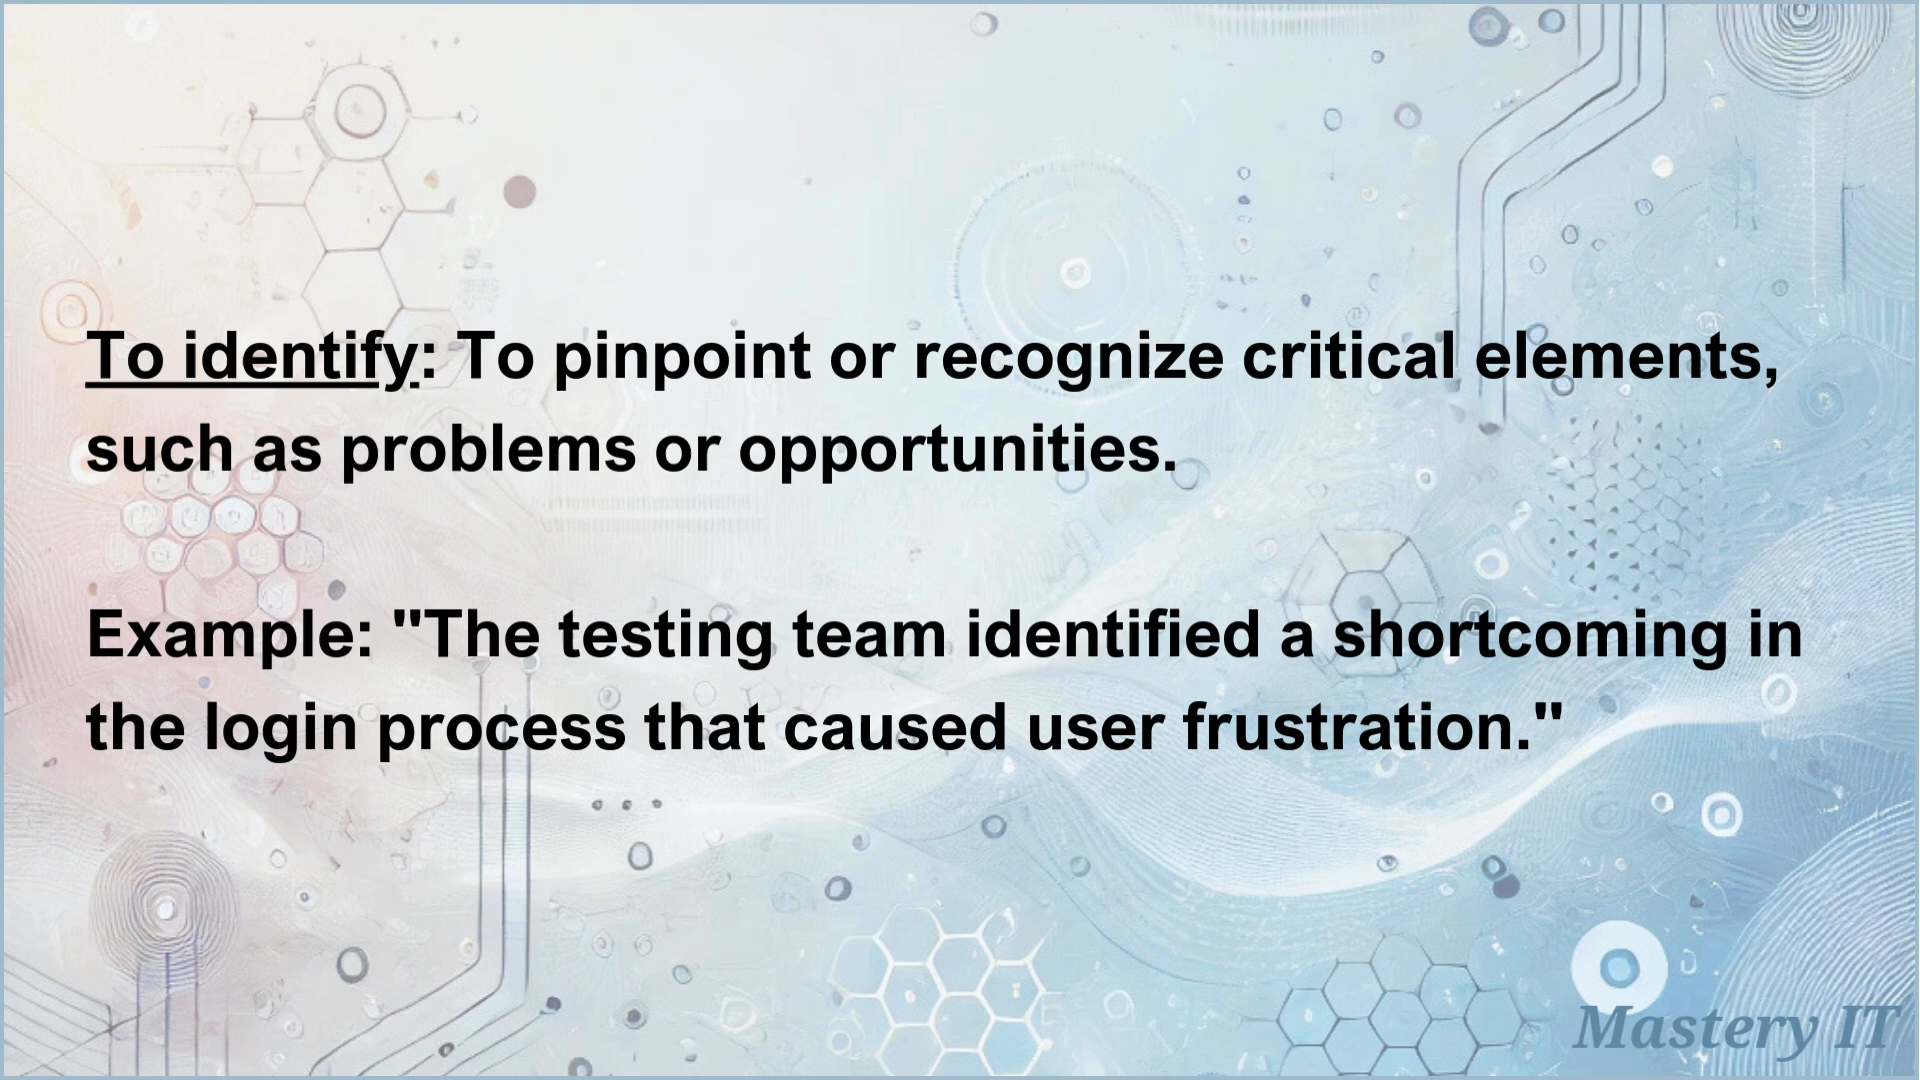 To identify: To pinpoint or recognize critical elements,
such as problems or opportunities.
Example: "The testing team identified a shortcoming in
the login process that caused user frustration."
Mastery IT